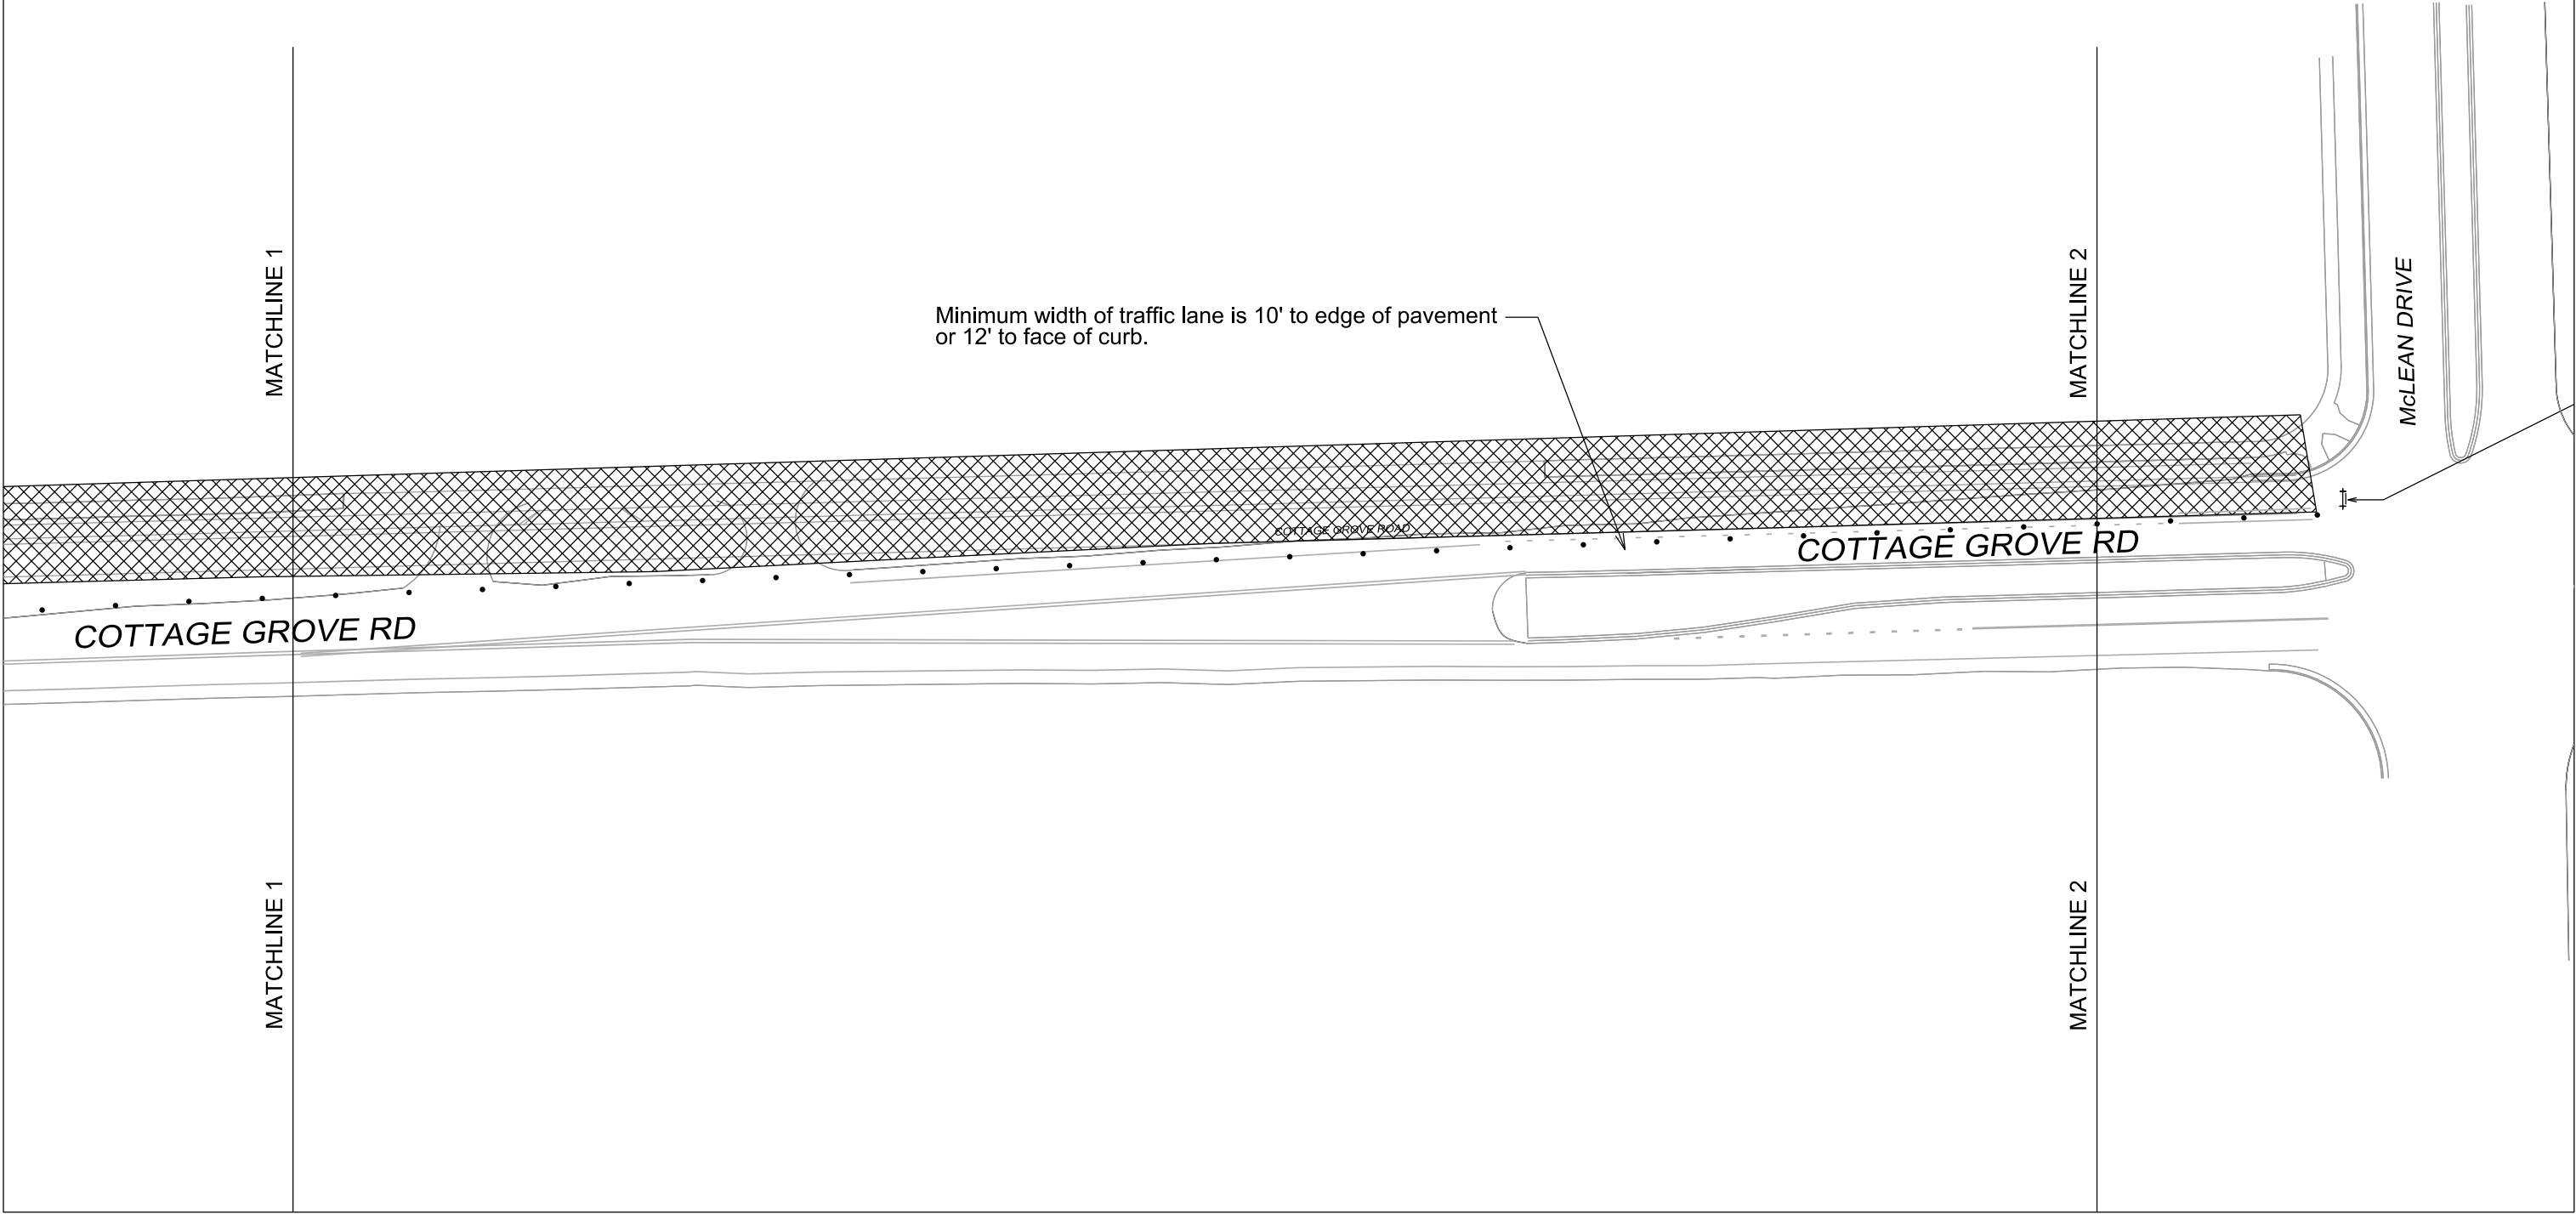 MATCHLINE 1
MATCHLINE 2
McLEAN DRIVE
Minimum width of traffic lane is 10' to edge of pavement
or 12' to face of curb.
COTTAGE GROVE ROAD
COTTAGE GROVE RD
COTTAGE GROVE RD
MATCHLINE 1
MATCHLINE 2